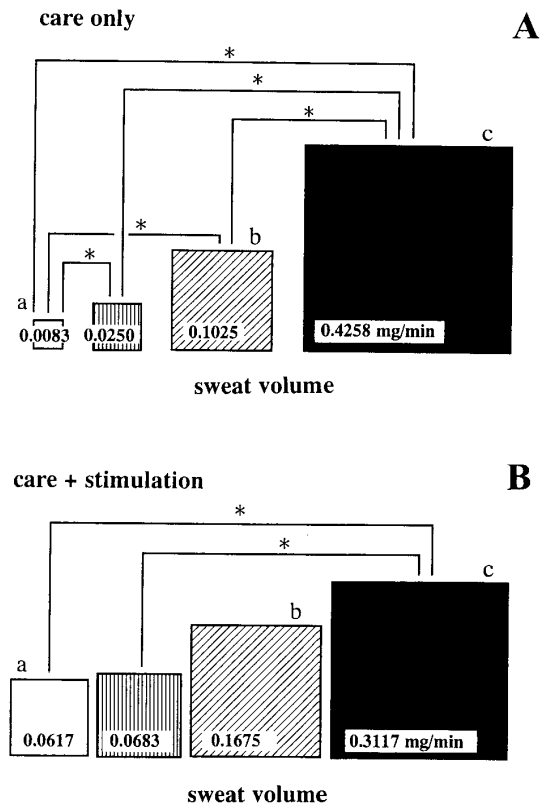 care only
A
*
*
*
c
*
b
*
a
0.0083 0.0250 0.1025 0.4258 mg/min
sweat volume
B
care + stimulation
*
*
c
b
a
0.0617 0.0683 0.1675 0.3117 mg/min
sweat volume